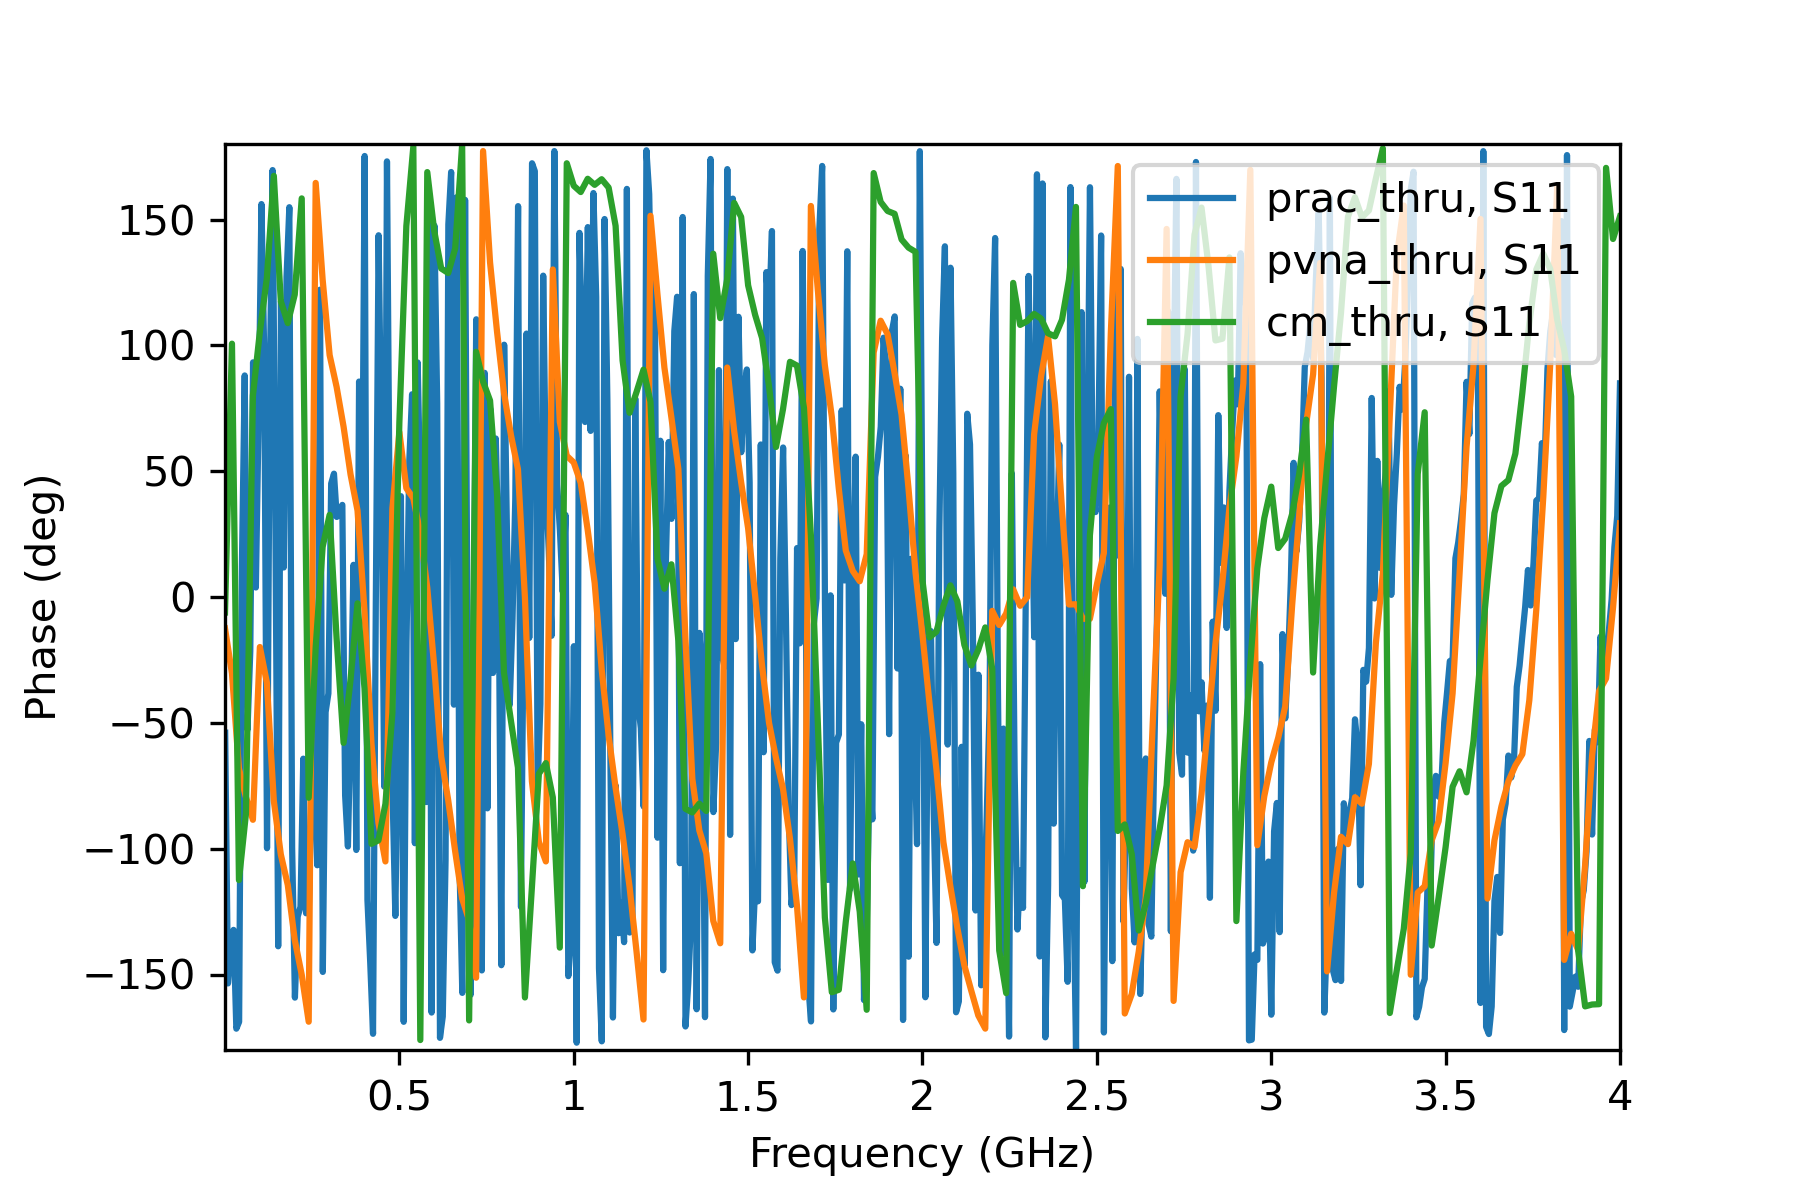 prac_thru, S11
pvna_thru, S11
cm_thru, S11
150
100
50
0
−50
−100
−150
Phase (deg)
0.5 1 1.5 2 2.5 3 3.5 4
Frequency (GHz)